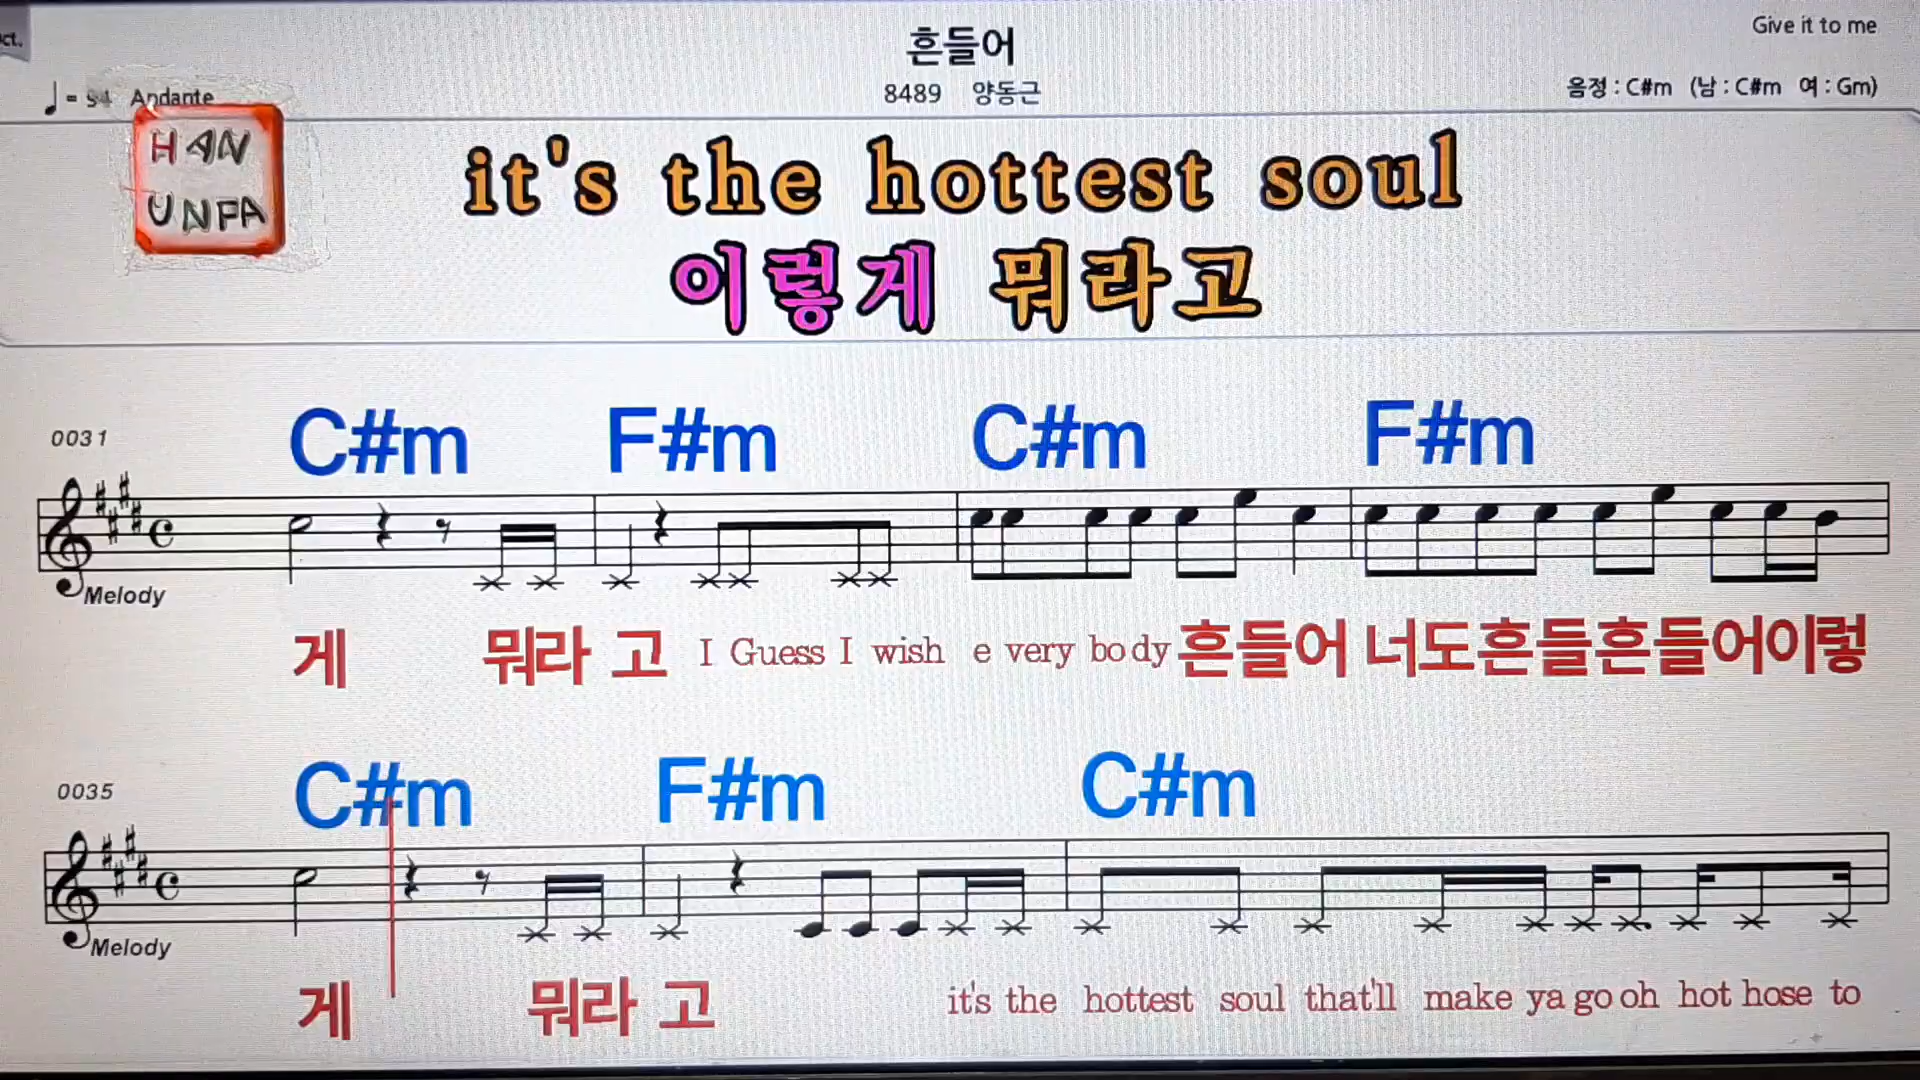 ct.
흔들어
Give it to me
♩ = 94 Andante
8489 양동근
음정 : C#m (남 : C#m 여 : Gm)
HAN
UNPA
it's the hottest soul
이렇게 뭐라고
0031
C#m F#m C#m F#m
Melody
게 뭐라 고 I Guess I wish e very bo dy 흔들어 너도흔들흔들어이렇
0035
C#m F#m C#m
Melody
게 뭐라 고 it's the hottest soul that'll make ya go oh hot hose to